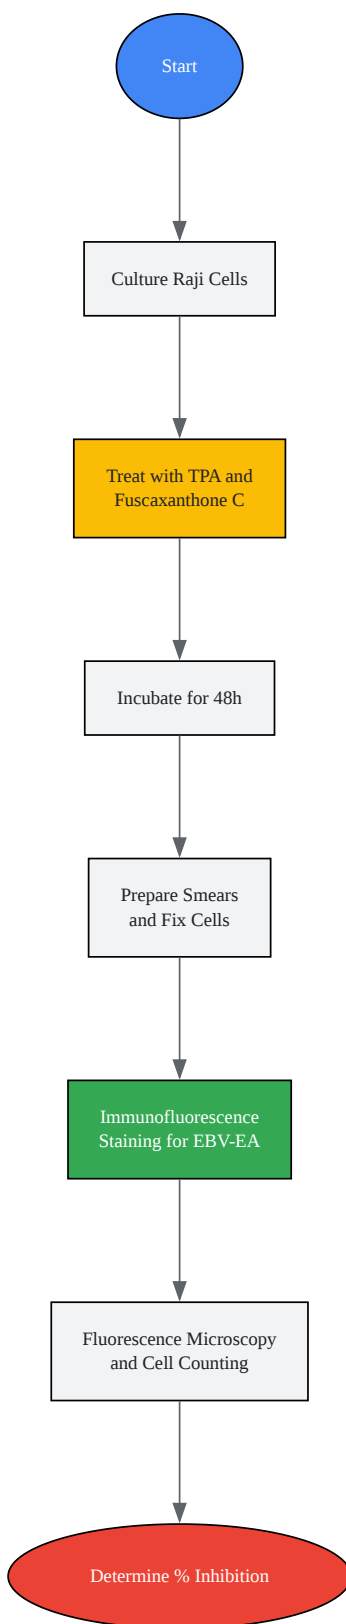 Start
Culture Raji Cells
Treat with TPA and
Fuscaxanthone C
Incubate for 48h
Prepare Smears
and Fix Cells
Immunofluorescence
Staining for EBV-EA
Fluorescence Microscopy
and Cell Counting
Determine % Inhibition